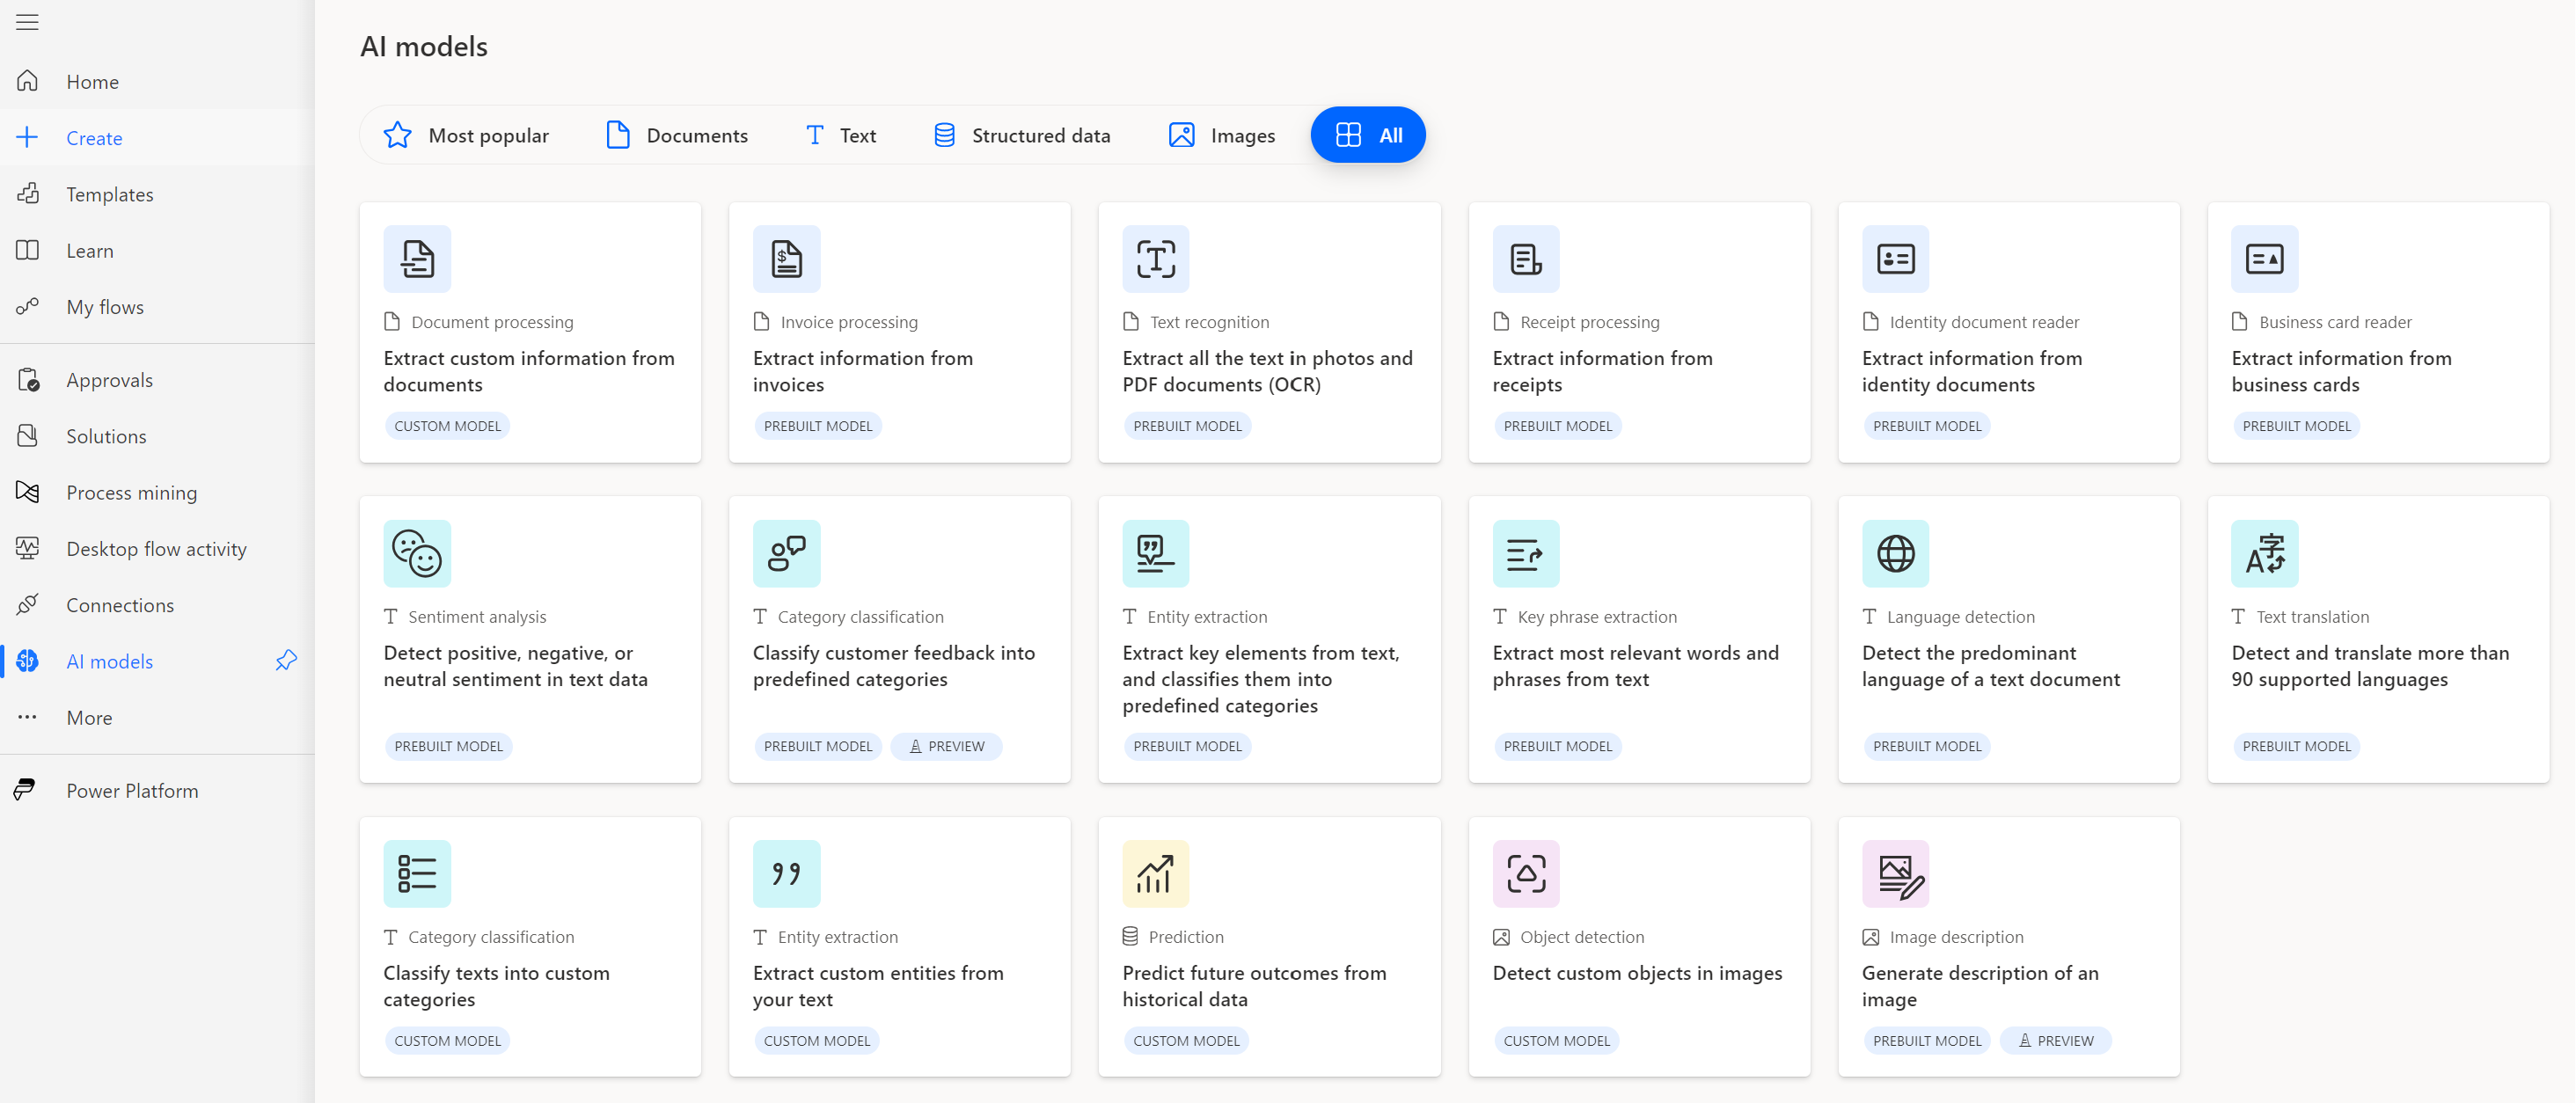 Home
Create
Templates
Learn
My flows
Approvals
Solutions
Process mining
Desktop flow activity
Connections
AI models
More
Power Platform
AI models
Most popular
Documents
Text
Structured data
Images
All
Document processing
Extract custom information from
documents
CUSTOM MODEL
Invoice processing
Extract information from
invoices
PREBUILT MODEL
Text recognition
Extract all the text in photos and
PDF documents (OCR)
PREBUILT MODEL
Receipt processing
Extract information from
receipts
PREBUILT MODEL
Identity document reader
Extract information from
identity documents
PREBUILT MODEL
Business card reader
Extract information from
business cards
PREBUILT MODEL
Sentiment analysis
Detect positive, negative, or
neutral sentiment in text data
PREBUILT MODEL
Category classification
Classify customer feedback into
predefined categories
PREBUILT MODEL
PREVIEW
Entity extraction
Extract key elements from text,
and classifies them into
predefined categories
PREBUILT MODEL
Key phrase extraction
Extract most relevant words and
phrases from text
PREBUILT MODEL
Language detection
Detect the predominant
language of a text document
PREBUILT MODEL
Text translation
Detect and translate more than
90 supported languages
PREBUILT MODEL
Category classification
Classify texts into custom
categories
CUSTOM MODEL
Entity extraction
Extract custom entities from
your text
CUSTOM MODEL
Prediction
Predict future outcomes from
historical data
CUSTOM MODEL
Object detection
Detect custom objects in images
CUSTOM MODEL
Image description
Generate description of an
image
PREBUILT MODEL
PREVIEW